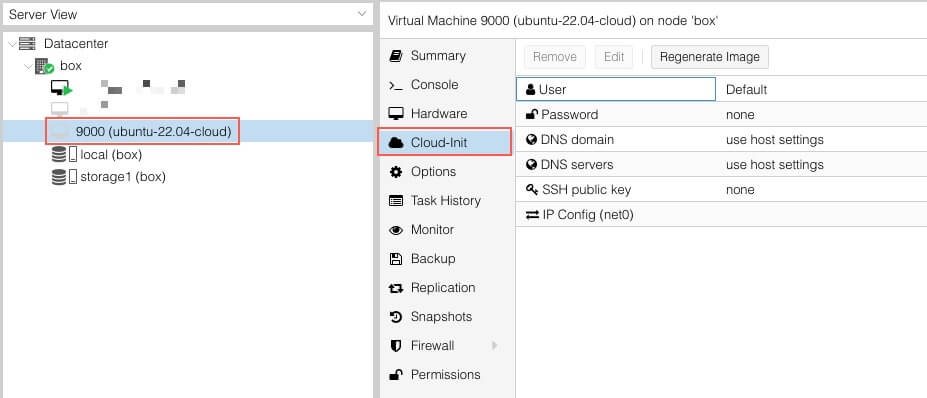 Server View
Datacenter
box
9000 (ubuntu-22.04-cloud)
local (box)
storage1 (box)
Virtual Machine 9000 (ubuntu-22.04-cloud) on node 'box'
Summary
Console
Hardware
Cloud-Init
Options
Task History
Monitor
Backup
Replication
Snapshots
Firewall
Permissions
Remove Edit Regenerate Image
User Default
Password none
DNS domain use host settings
DNS servers use host settings
SSH public key none
IP Config (net0)